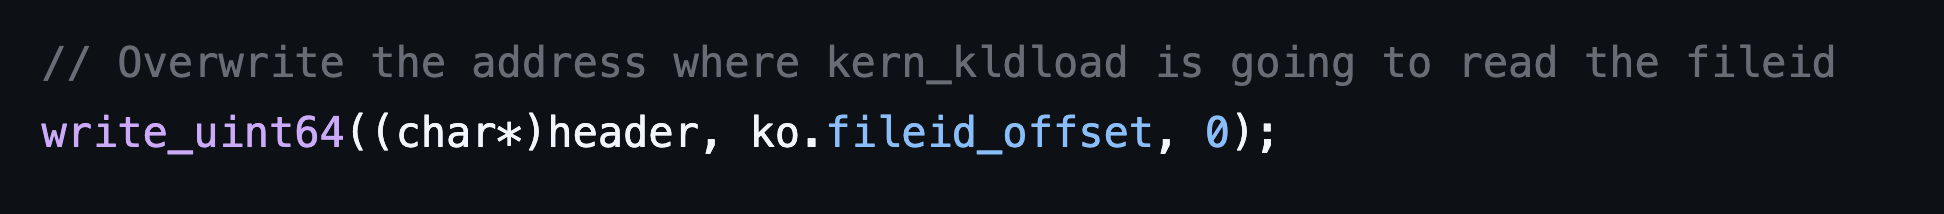 // Overwrite the address where kern_kldload is going to read the fileid
write_uint64((char*)header, ko.fileid_offset, 0);